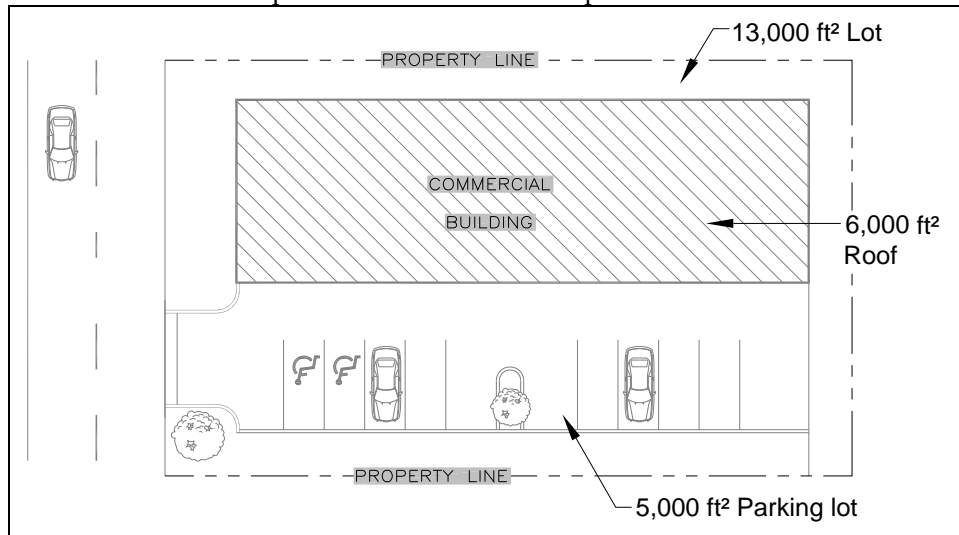 13,000 ft² Lot
PROPERTY LINE
COMMERCIAL
BUILDING
6,000 ft²
Roof
PROPERTY LINE
5,000 ft² Parking lot